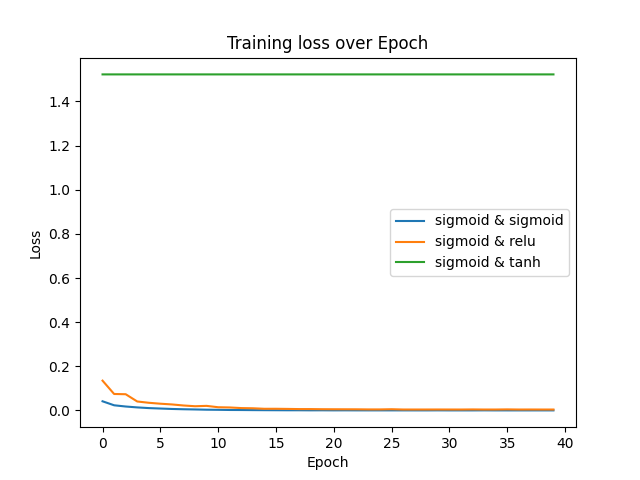 Training loss over Epoch
Loss
1.4
1.2
1.0
0.8
0.6
0.4
0.2
0.0
sigmoid & sigmoid
sigmoid & relu
sigmoid & tanh
0 5 10 15 20 25 30 35 40
Epoch